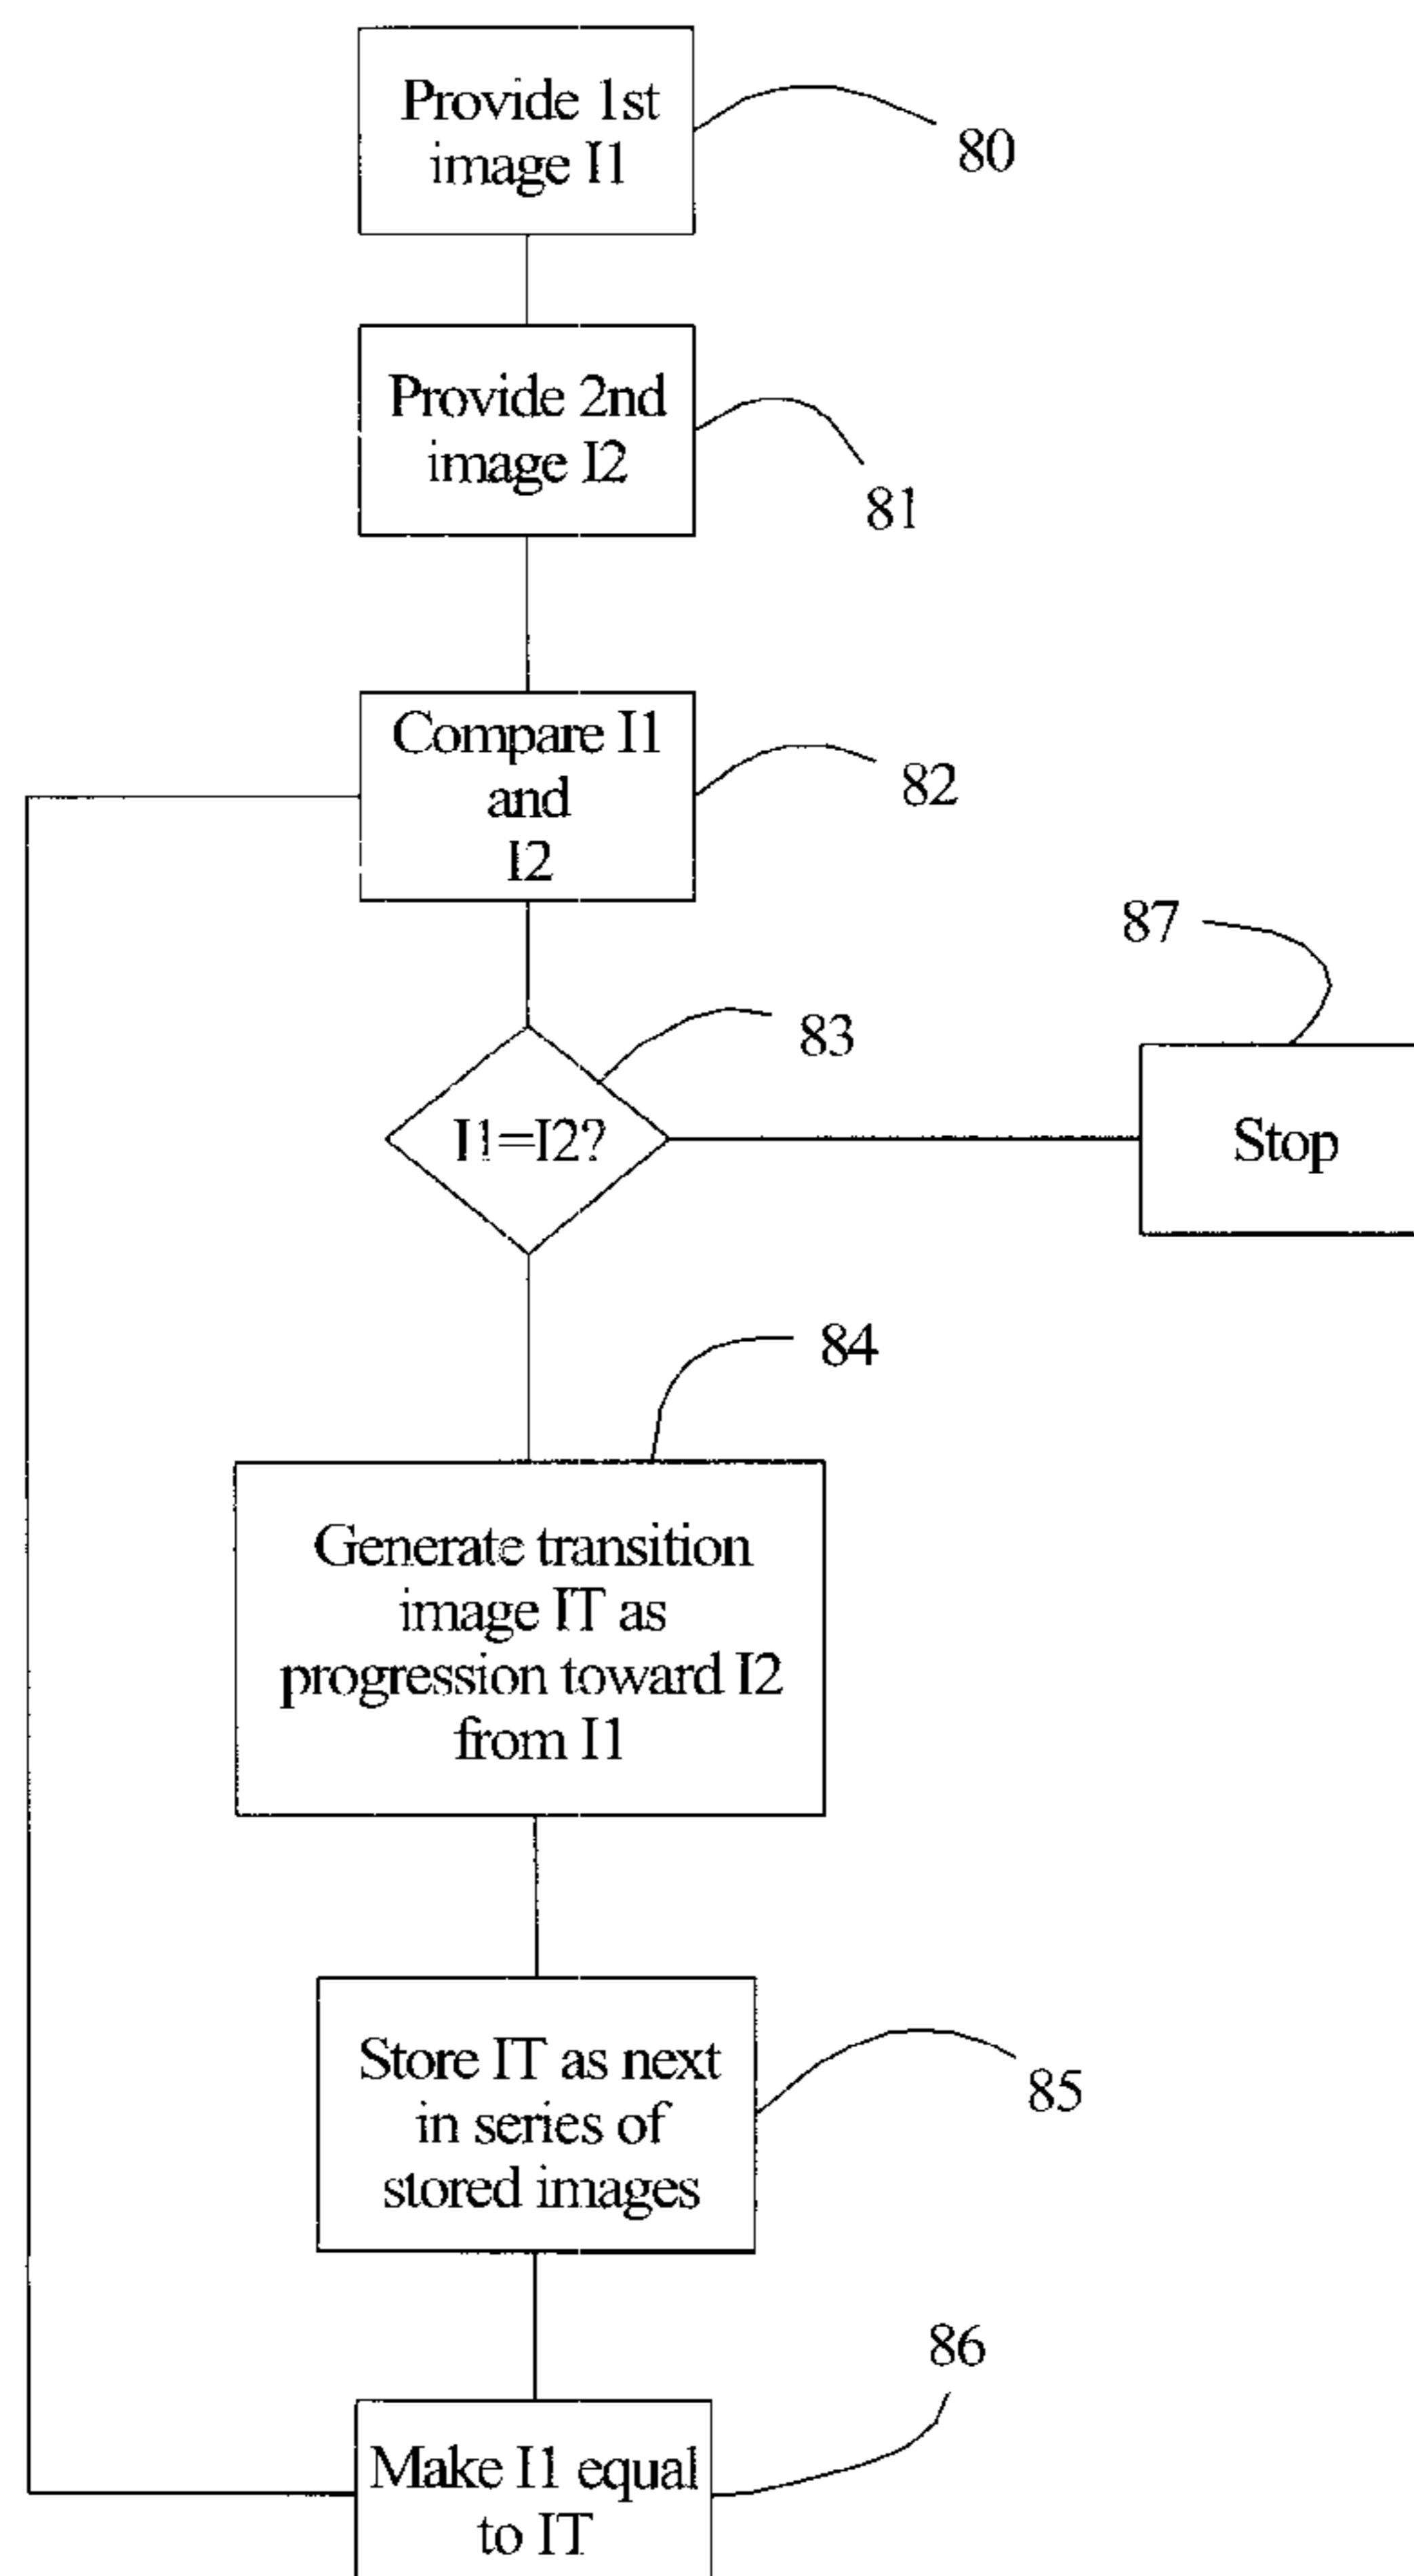 Provide 1st
image I1
80
Provide 2nd
image I2
81
Compare I1
and
I2
82
87
83
I1=I2?
Stop
84
Generate transition
image IT as
progression toward I2
from I1
Store IT as next
in series of
stored images
85
86
Make I1 equal
to IT